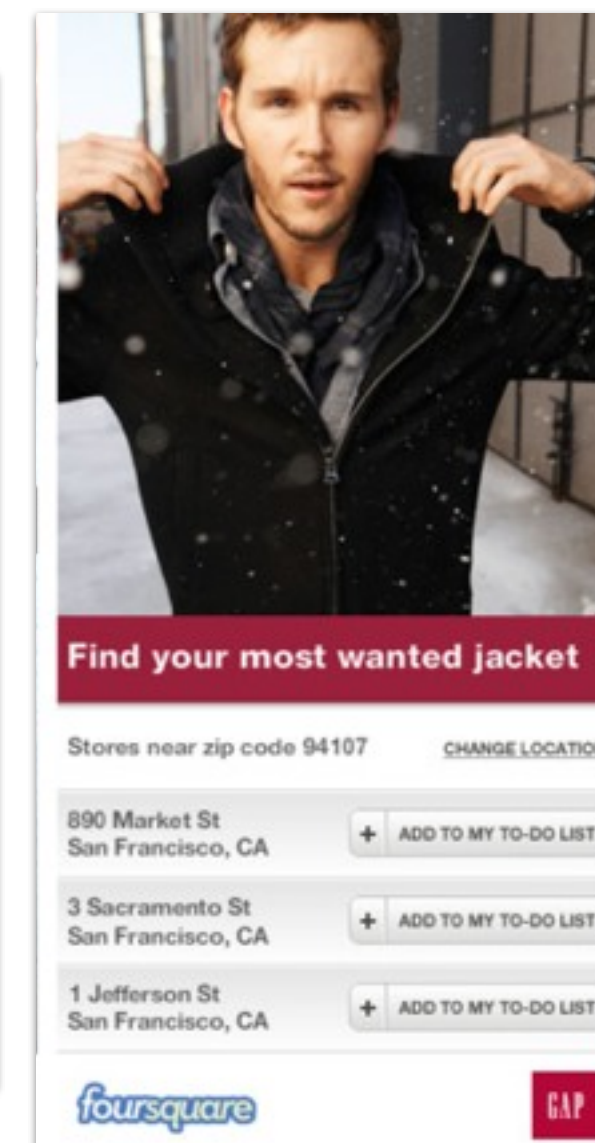 Find your most wanted jacket
Stores near zip code 94107 CHANGE LOCATION
890 Market St
San Francisco, CA
+ ADD TO MY TO-DO LIST
3 Sacramento St
San Francisco, CA
+ ADD TO MY TO-DO LIST
1 Jefferson St
San Francisco, CA
+ ADD TO MY TO-DO LIST
foursquare
GAP